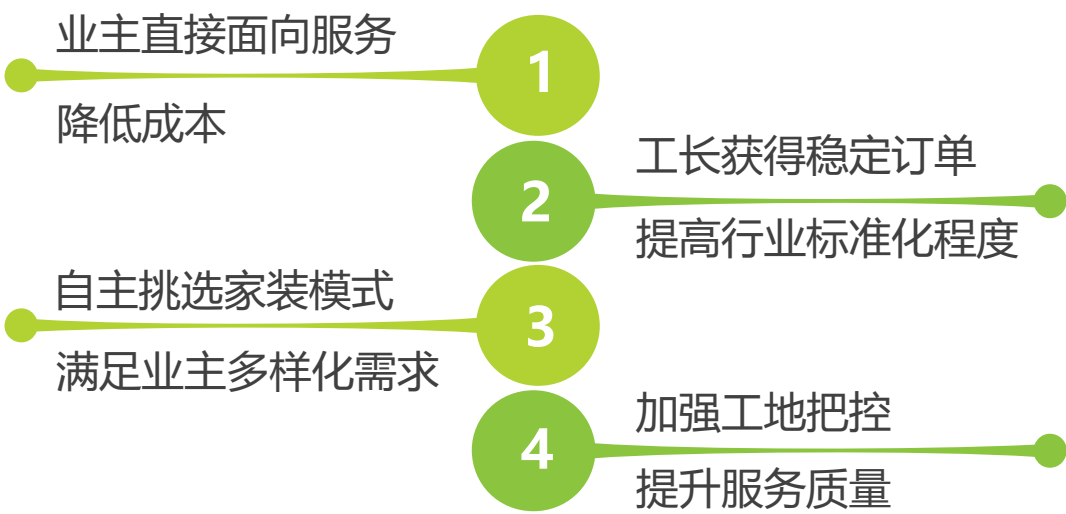 业主直接面向服务
1
降低成本
工长获得稳定订单
2
提高行业标准化程度
自主挑选家装模式
3
满足业主多样化需求
加强工地把控
4
提升服务质量